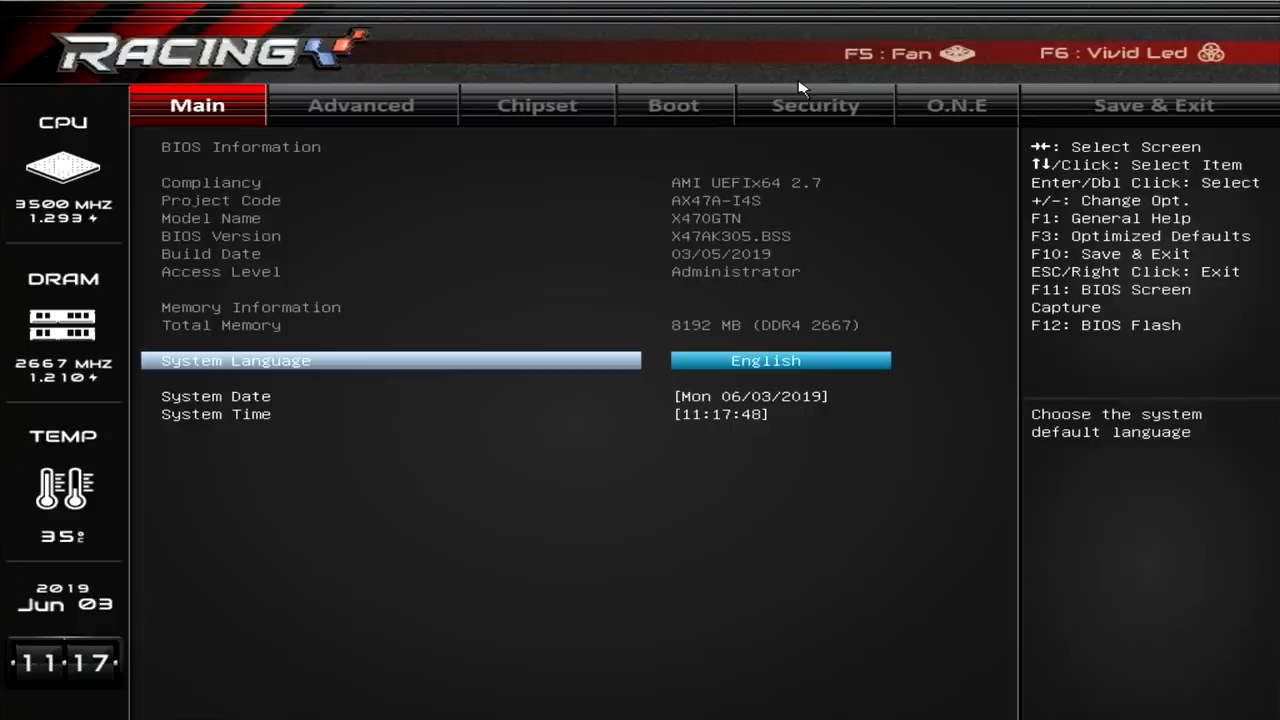 RACING
F5 : Fan
F6 : Vivid Led
Main
Advanced
Chipset
Boot
Security
O.N.E
Save & Exit
CPU
3500 MHZ
1.293
DRAM
2667 MHZ
1.210
TEMP
35°C
2019
Jun 03
11:17
BIOS Information
Compliancy AMI UEFIx64 2.7
Project Code AX47A-I4S
Model Name X470GTN
BIOS Version X47AK305.BSS
Build Date 03/05/2019
Access Level Administrator
Memory Information
Total Memory 8192 MB (DDR4 2667)
System Language English
System Date [Mon 06/03/2019]
System Time [11:17:48]
→←: Select Screen
↑↓/Click: Select Item
Enter/Dbl Click: Select
+/-: Change Opt.
F1: General Help
F3: Optimized Defaults
F10: Save & Exit
ESC/Right Click: Exit
F11: BIOS Screen
Capture
F12: BIOS Flash
Choose the system
default language